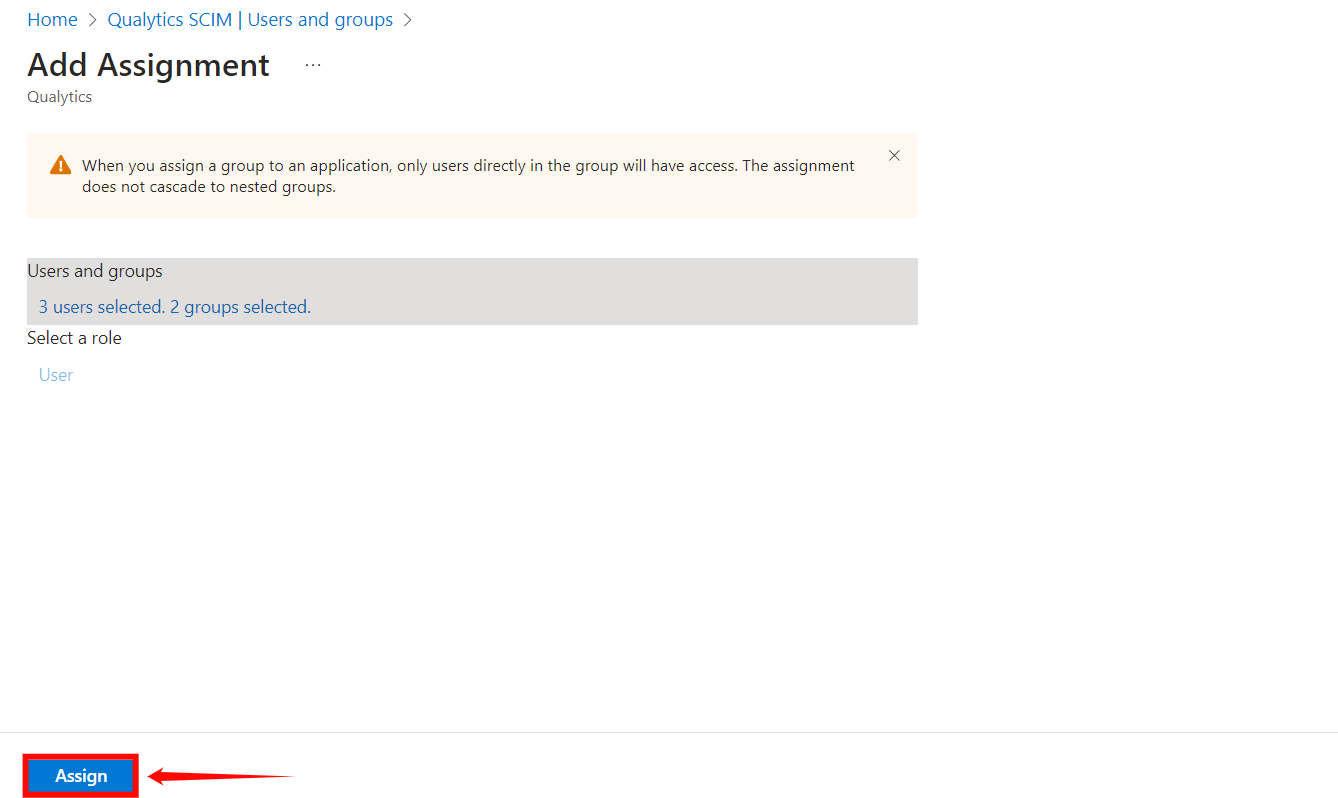 Home > Qualytics SCIM | Users and groups >
Add Assignment ...
Qualytics
When you assign a group to an application, only users directly in the group will have access. The assignment
does not cascade to nested groups.
Users and groups
3 users selected. 2 groups selected.
Select a role
User
Assign